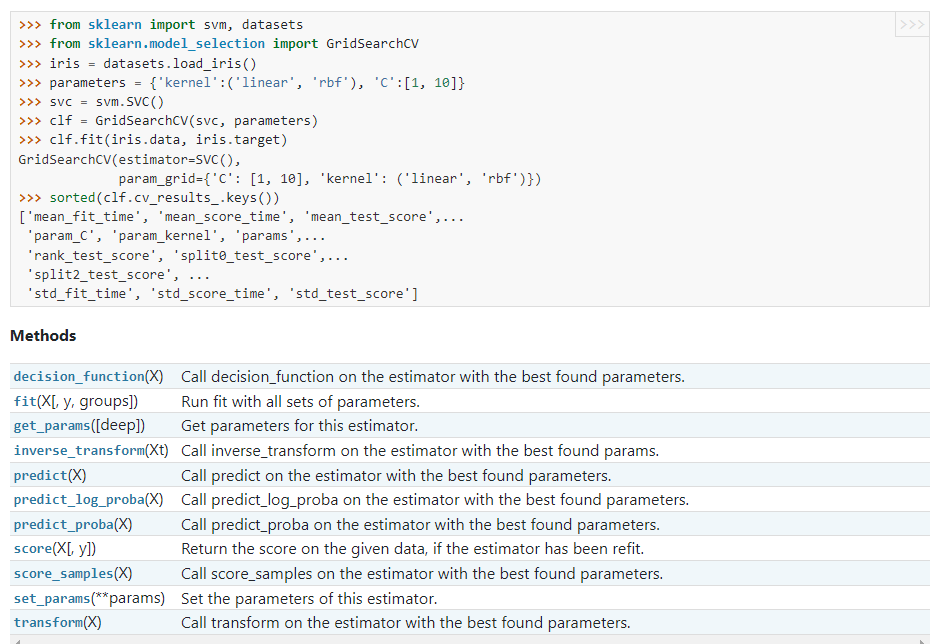 >>> from sklearn import svm, datasets
>>>
>>> from sklearn.model_selection import GridSearchCV
>>> iris = datasets.load_iris()
>>> parameters = {'kernel':('linear', 'rbf'), 'C':[1, 10]}
>>> svc = svm.SVC()
>>> clf = GridSearchCV(svc, parameters)
>>> clf.fit(iris.data, iris.target)
GridSearchCV(estimator=SVC(),
             param_grid={'C': [1, 10], 'kernel': ('linear', 'rbf')})
>>> sorted(clf.cv_results_.keys())
['mean_fit_time', 'mean_score_time', 'mean_test_score',...
 'param_C', 'param_kernel', 'params',...
 'rank_test_score', 'split0_test_score',...
 'split2_test_score', ...
 'std_fit_time', 'std_score_time', 'std_test_score']
Methods
decision_function(X) Call decision_function on the estimator with the best found parameters.
fit(X[, y, groups]) Run fit with all sets of parameters.
get_params([deep]) Get parameters for this estimator.
inverse_transform(Xt) Call inverse_transform on the estimator with the best found params.
predict(X) Call predict on the estimator with the best found parameters.
predict_log_proba(X) Call predict_log_proba on the estimator with the best found parameters.
predict_proba(X) Call predict_proba on the estimator with the best found parameters.
score(X[, y]) Return the score on the given data, if the estimator has been refit.
score_samples(X) Call score_samples on the estimator with the best found parameters.
set_params(**params) Set the parameters of this estimator.
transform(X) Call transform on the estimator with the best found parameters.